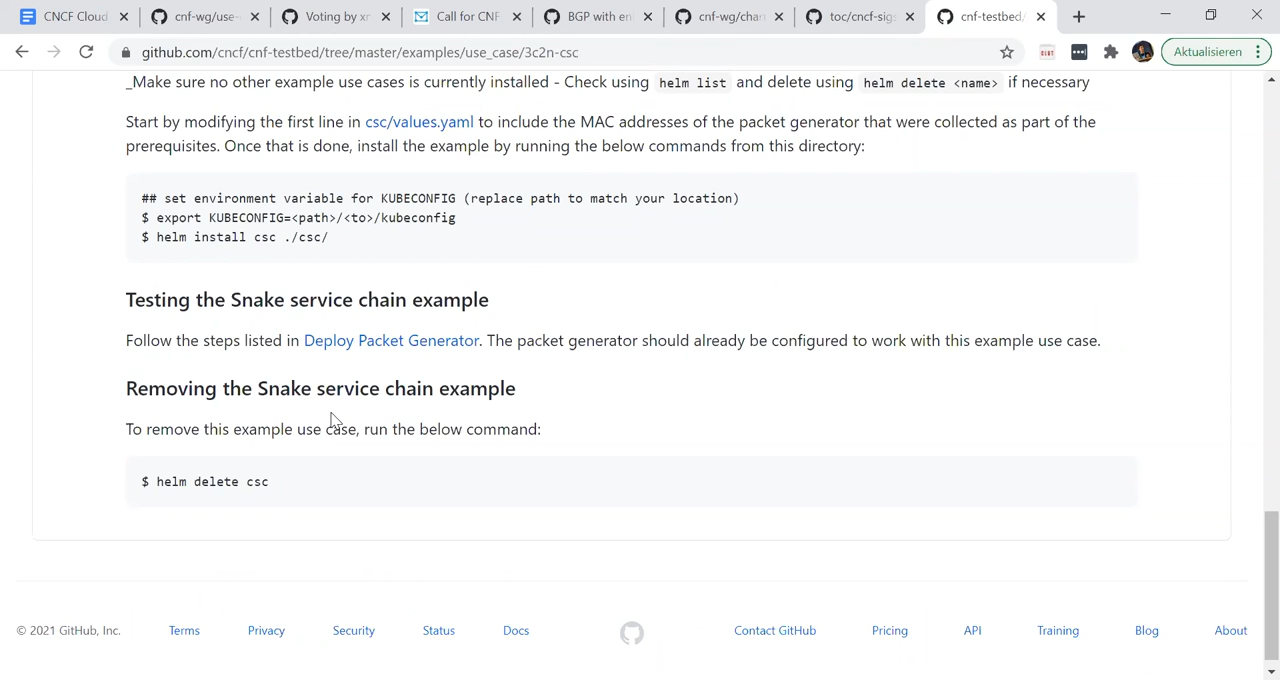 CNCF Cloud
cnf-wg/use-
Voting by xr
Call for CNF
BGP with en
cnf-wg/char
toc/cncf-sigs
cnf-testbed/
github.com/cncf/cnf-testbed/tree/master/examples/use_case/3c2n-csc
Aktualisieren
_Make sure no other example use cases is currently installed - Check using helm list and delete using helm delete <name> if necessary
Start by modifying the first line in csc/values.yaml to include the MAC addresses of the packet generator that were collected as part of the
prerequisites. Once that is done, install the example by running the below commands from this directory:
## set environment variable for KUBECONFIG (replace path to match your location)
$ export KUBECONFIG=<path>/<to>/kubeconfig
$ helm install csc ./csc/
Testing the Snake service chain example
Follow the steps listed in Deploy Packet Generator. The packet generator should already be configured to work with this example use case.
Removing the Snake service chain example
To remove this example use case, run the below command:
$ helm delete csc
© 2021 GitHub, Inc.
Terms
Privacy
Security
Status
Docs
Contact GitHub
Pricing
API
Training
Blog
About